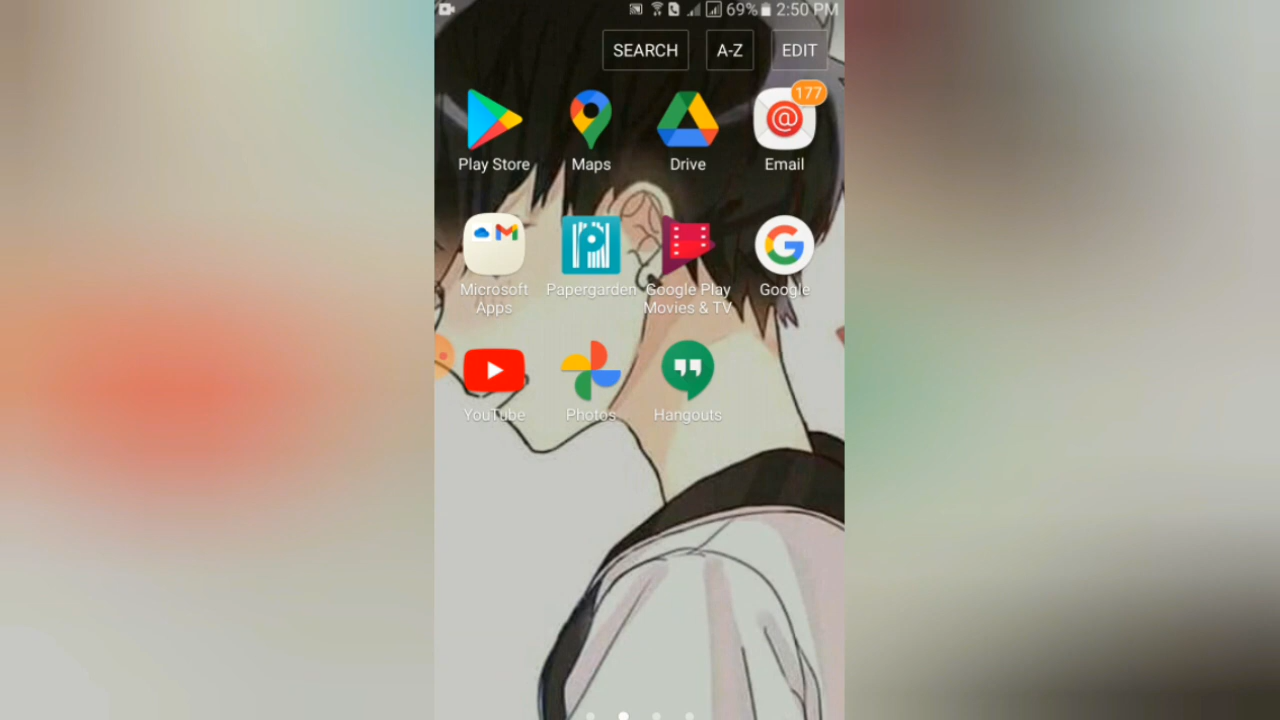 69% 2:50 PM
SEARCH A-Z EDIT
177
Play Store Maps Drive Email
Microsoft Apps Papergarden Google Play Movies & TV Google
YouTube Photos Hangouts